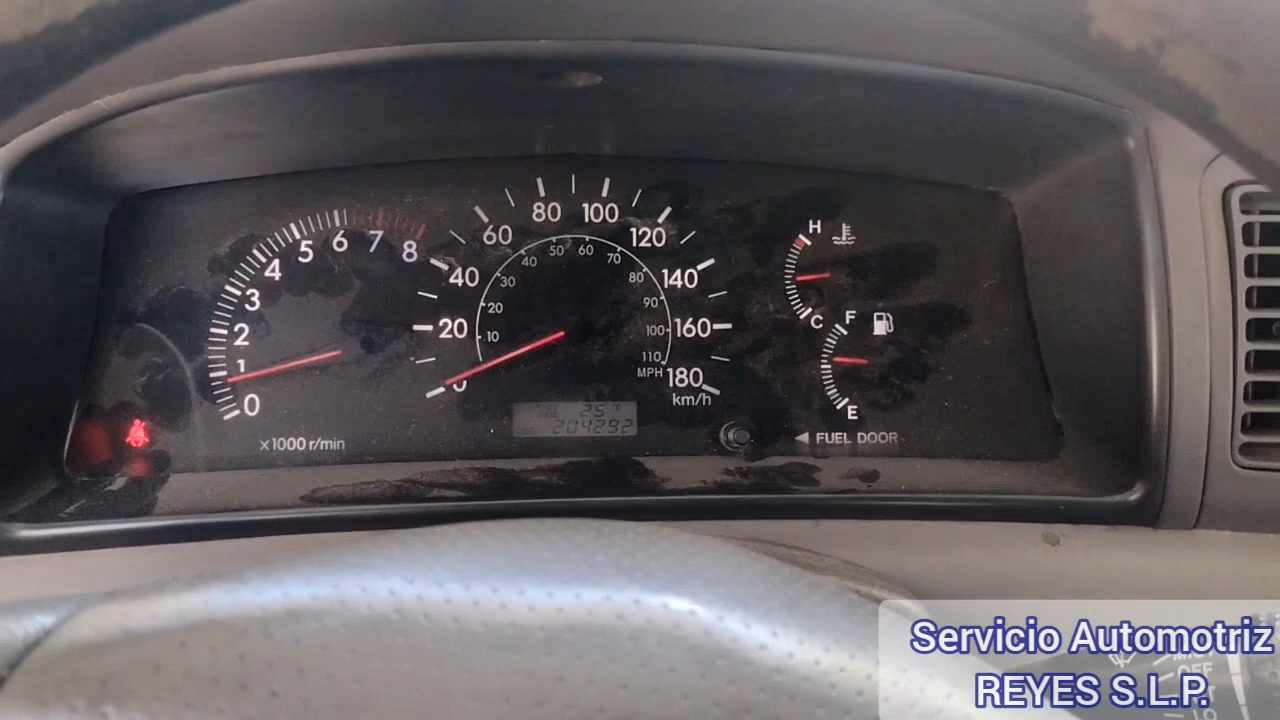 0
1
2
3
4
5
6
7
8
x1000 r/min
0
20
40
60
80
100
120
140
160
180
km/h
10
20
30
40
50
60
70
80
90
100
110
MPH
25°C
204292
H
C
F
E
◀ FUEL DOOR
OFF
Servicio Automotriz
REYES S.L.P.